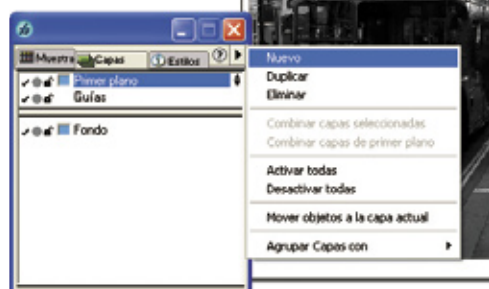 Muestra Capas Estilos
Primer plano
Guías
Fondo
Nuevo
Duplicar
Eliminar
Combinar capas seleccionadas
Combinar capas de primer plano
Activar todas
Desactivar todas
Mover objetos a la capa actual
Agrupar Capas con